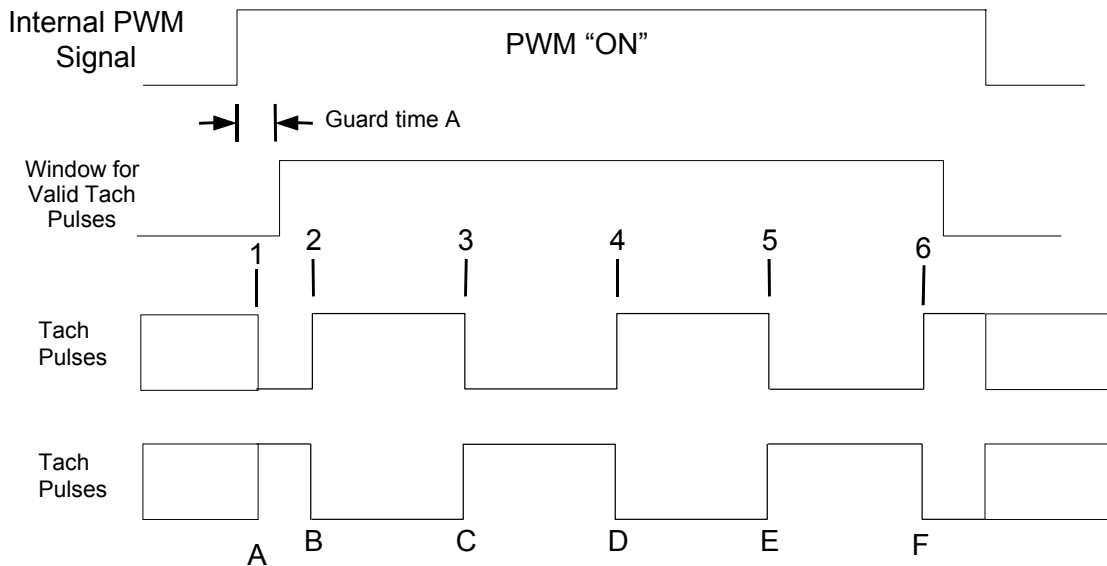 Internal PWM
Signal
PWM “ON”
Guard time A
Window for
Valid Tach
Pulses
1
2
3
4
5
6
Tach
Pulses
Tach
Pulses
A
B
C
D
E
F